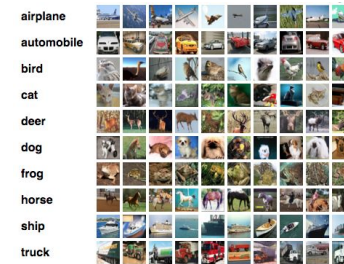 airplane
automobile
bird
cat
deer
dog
frog
horse
ship
truck